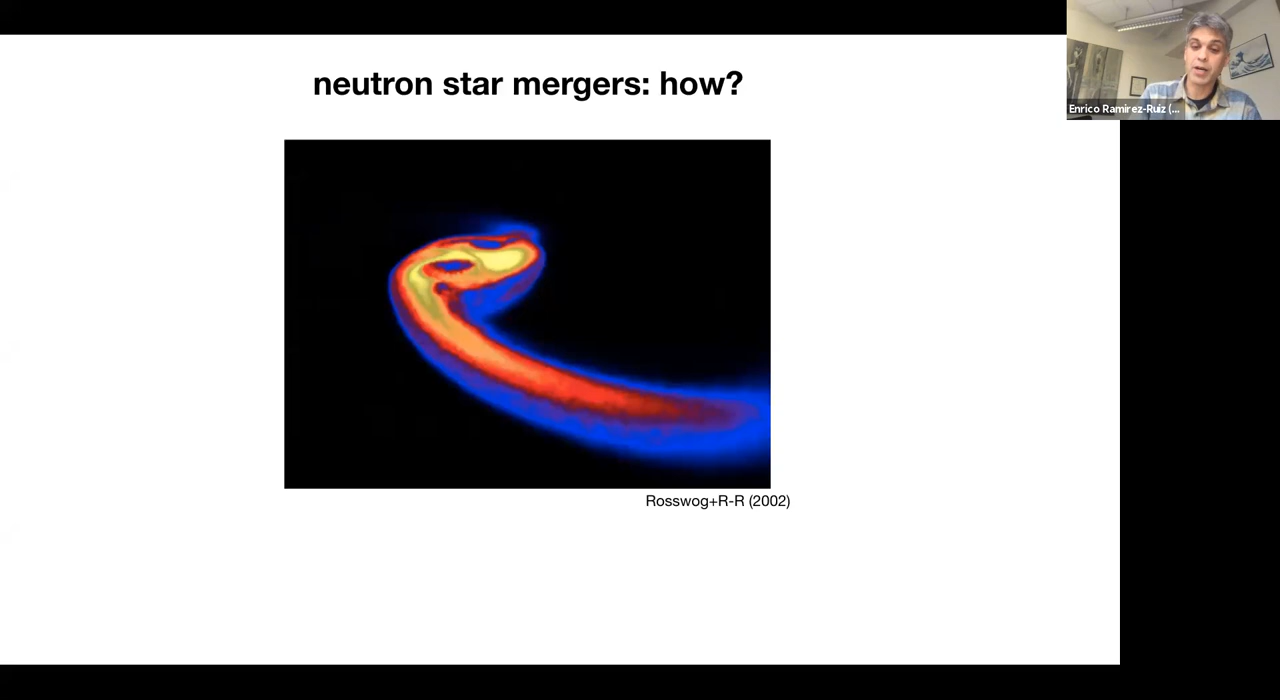 neutron star mergers: how?
Enrico Ramirez-Ruiz (...
Rosswog+R-R (2002)